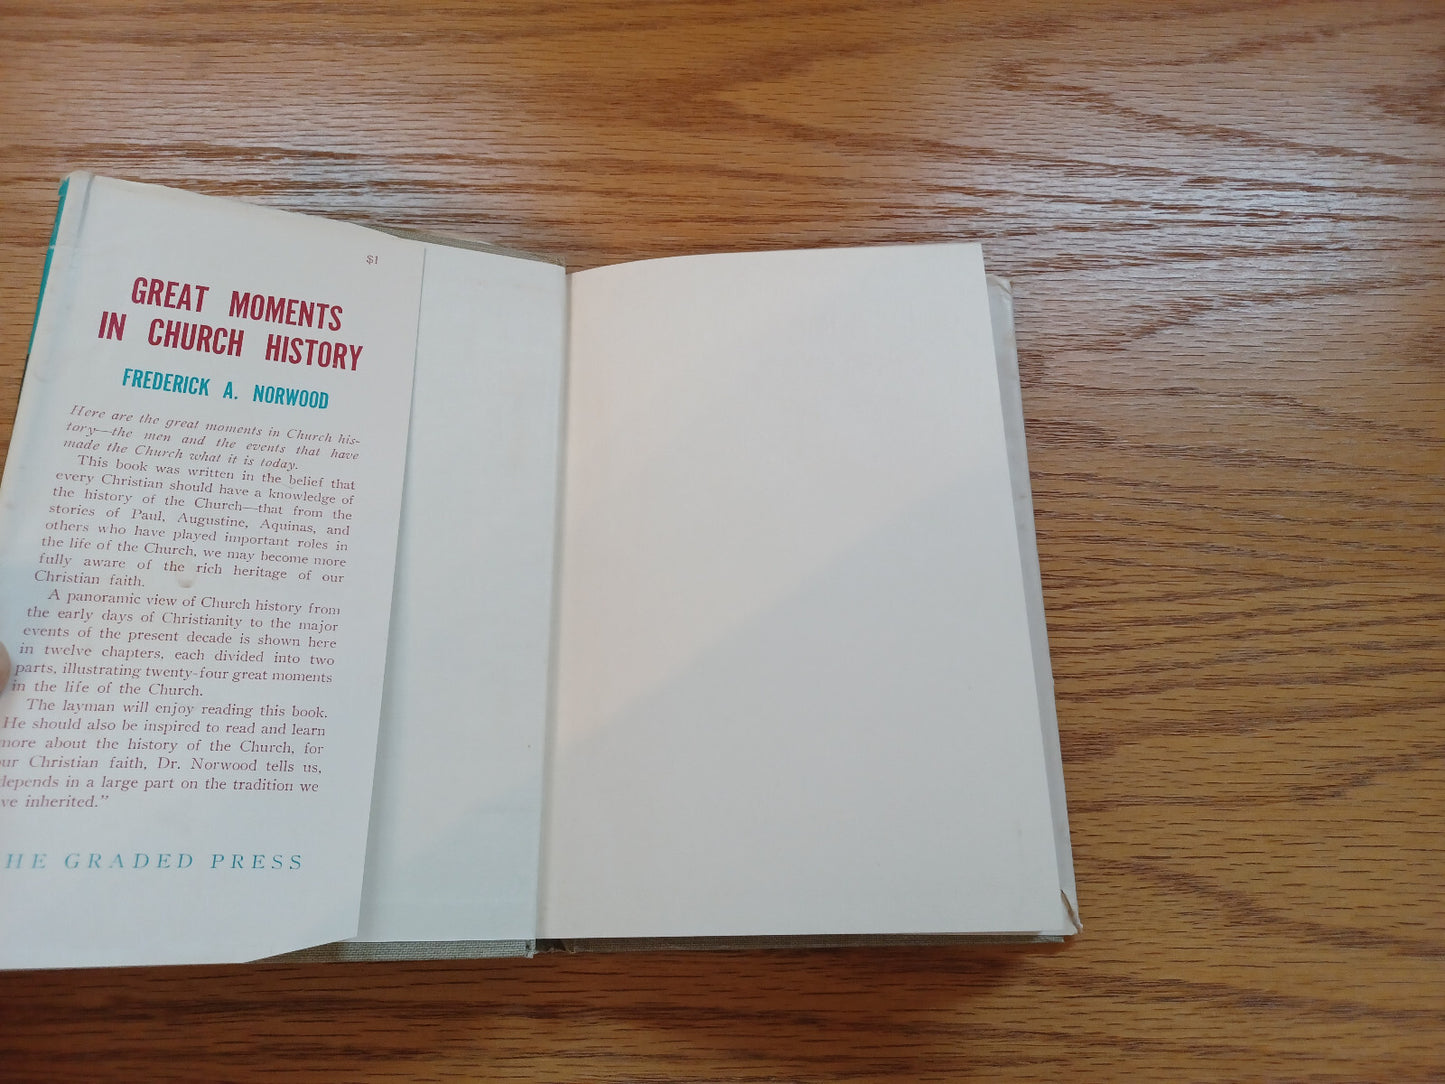 $1
GREAT MOMENTS
IN CHURCH HISTORY
FREDERICK A. NORWOOD
Here are the great moments in Church his-
tory—the men and the events that have
made the Church what it is today.
This book was written in the belief that
every Christian should have a knowledge of
the history of the Church—that from the
stories of Paul, Augustine, Aquinas, and
others who have played important roles in
the life of the Church, we may become more
fully aware of the rich heritage of our
Christian faith.
A panoramic view of Church history from
the early days of Christianity to the major
events of the present decade is shown here
in twelve chapters, each divided into two
parts, illustrating twenty-four great moments
in the life of the Church.
The layman will enjoy reading this book.
He should also be inspired to read and learn
more about the history of the Church, for
ur Christian faith, Dr. Norwood tells us,
depends in a large part on the tradition we
ve inherited.”
HE GRADED PRESS